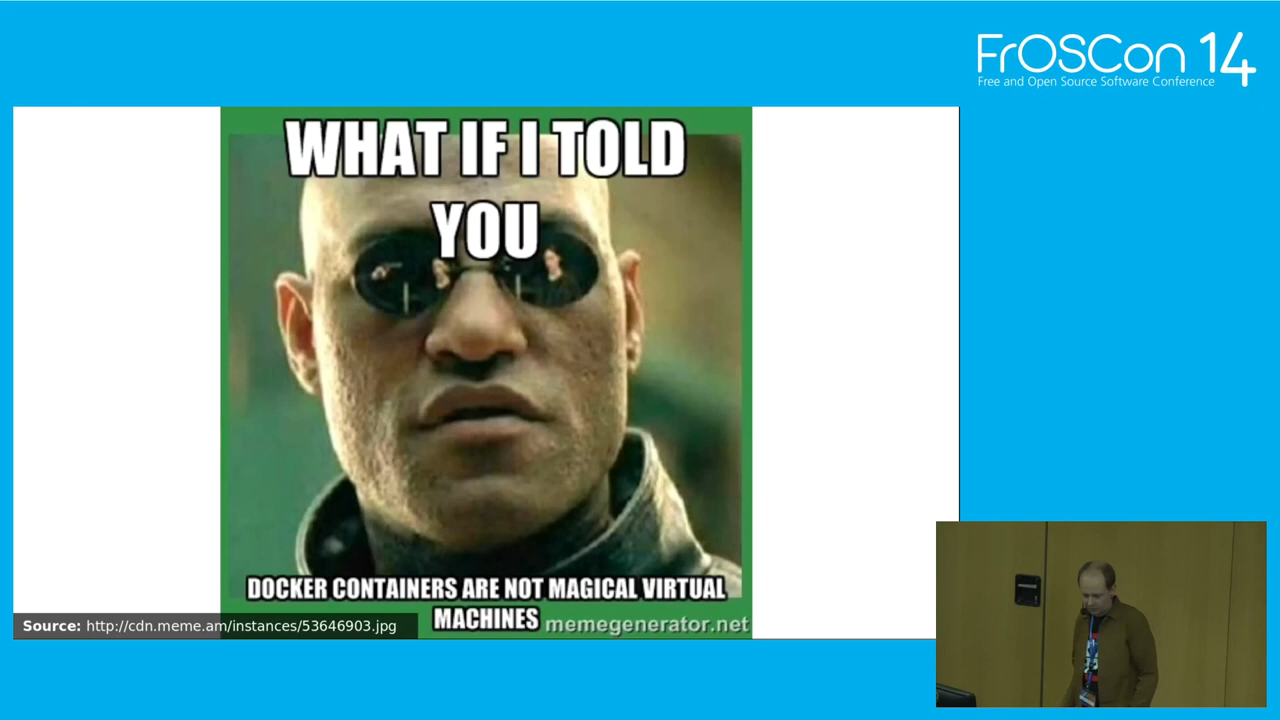 FrOSCon 14
Free and Open Source Software Conference
WHAT IF I TOLD
YOU
DOCKER CONTAINERS ARE NOT MAGICAL VIRTUAL
MACHINES
memegenerator.net
Source: http://cdn.meme.am/instances/53646903.jpg